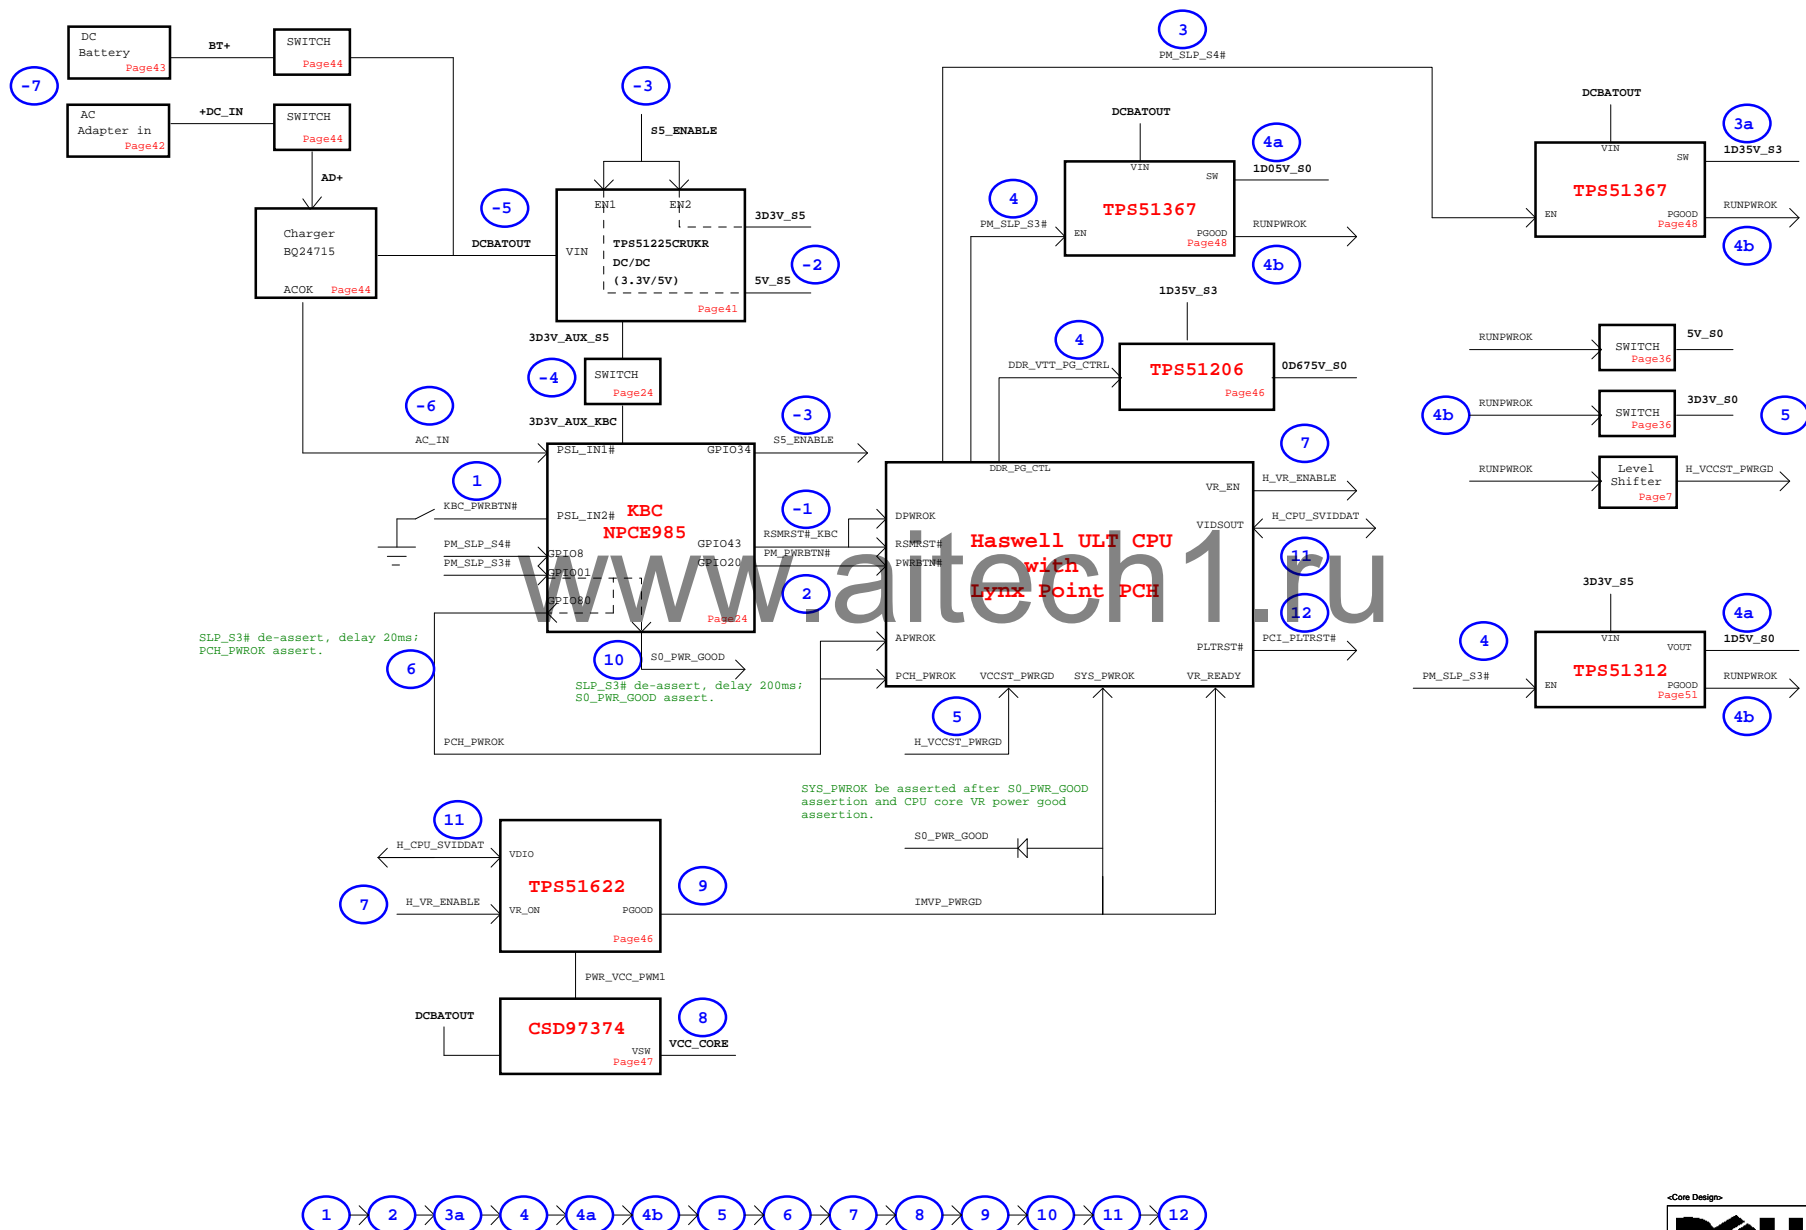 DC
Battery
Page43
BT+
SWITCH
Page44
-7
AC
Adapter in
Page42
+DC_IN
SWITCH
Page44
AD+
Charger
BQ24715
ACOK
Page44
-3
S5_ENABLE
-5
DCBATOUT
EN1
EN2
VIN
TPS51225CRUKR
DC/DC
(3.3V/5V)
Page41
3D3V_S5
-2
5V_S5
3D3V_AUX_S5
-4
SWITCH
Page24
3D3V_AUX_KBC
-6
AC_IN
-3
S5_ENABLE
PSL_IN1#
GPIO34
1
KBC_PWRBTN#
PSL_IN2#
KBC
NPCE985
PM_SLP_S4#
GPIO8
PM_SLP_S3#
GPIO01
GPIO80
GPIO43
GPIO20
Page24
-1
RSMRST#_KBC
PM_PWRBTN#
2
SLP_S3# de-assert, delay 20ms;
PCH_PWROK assert.
6
10
S0_PWR_GOOD
SLP_S3# de-assert, delay 200ms;
S0_PWR_GOOD assert.
PCH_PWROK
3
PM_SLP_S4#
DCBATOUT
VIN
4a
1D05V_S0
SW
4
PM_SLP_S3#
TPS51367
EN
PGOOD
Page48
RUNPWROK
4b
DCBATOUT
VIN
3a
1D35V_S3
SW
TPS51367
EN
PGOOD
Page48
RUNPWROK
4b
1D35V_S3
4
DDR_VTT_PG_CTRL
TPS51206
Page46
0D675V_S0
RUNPWROK
SWITCH
Page36
5V_S0
4b
RUNPWROK
SWITCH
Page36
3D3V_S0
5
RUNPWROK
Level
Shifter
Page7
H_VCCST_PWRGD
DDR_PG_CTL
VR_EN
7
H_VR_ENABLE
DPWROK
VIDSOUT
H_CPU_SVIDDAT
11
RSMRST#
PWRBTN#
Haswell ULT CPU
with
Lynx Point PCH
12
PCI_PLTRST#
APWROK
PLTRST#
PCH_PWROK
VCCST_PWRGD
SYS_PWROK
VR_READY
5
H_VCCST_PWRGD
3D3V_S5
VIN
4a
1D5V_S0
VOUT
4
PM_SLP_S3#
EN
TPS51312
PGOOD
Page51
RUNPWROK
4b
www.aitech1.ru
SYS_PWROK be asserted after S0_PWR_GOOD
assertion and CPU core VR power good
assertion.
S0_PWR_GOOD
11
H_CPU_SVIDDAT
VDIO
TPS51622
7
H_VR_ENABLE
VR_ON
PGOOD
Page46
9
IMVP_PWRGD
PWR_VCC_PWM1
DCBATOUT
CSD97374
VSW
Page47
8
VCC_CORE
1 2 3a 4 4a 4b 5 6 7 8 9 10 11 12
<Core Design>